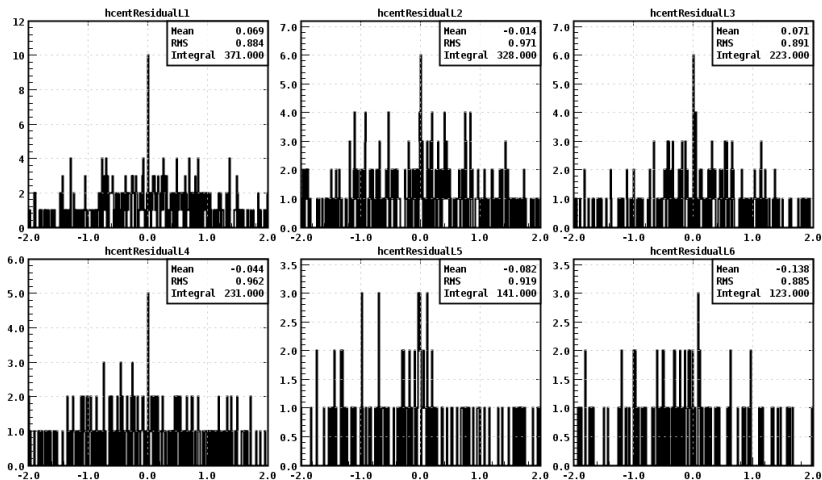 hcentResidualL1
Mean 0.069
RMS 0.884
Integral 371.000
12
10
8
6
4
2
0
-2.0 -1.0 0.0 1.0 2.0
hcentResidualL2
Mean -0.014
RMS 0.971
Integral 328.000
7.0
6.0
5.0
4.0
3.0
2.0
1.0
0.0
-2.0 -1.0 0.0 1.0 2.0
hcentResidualL3
Mean 0.071
RMS 0.891
Integral 223.000
7.0
6.0
5.0
4.0
3.0
2.0
1.0
0.0
-2.0 -1.0 0.0 1.0 2.0
hcentResidualL4
Mean -0.044
RMS 0.962
Integral 231.000
6.0
5.0
4.0
3.0
2.0
1.0
0.0
-2.0 -1.0 0.0 1.0 2.0
hcentResidualL5
Mean -0.082
RMS 0.919
Integral 141.000
3.5
3.0
2.5
2.0
1.5
1.0
0.5
0.0
-2.0 -1.0 0.0 1.0 2.0
hcentResidualL6
Mean -0.138
RMS 0.885
Integral 123.000
3.5
3.0
2.5
2.0
1.5
1.0
0.5
0.0
-2.0 -1.0 0.0 1.0 2.0